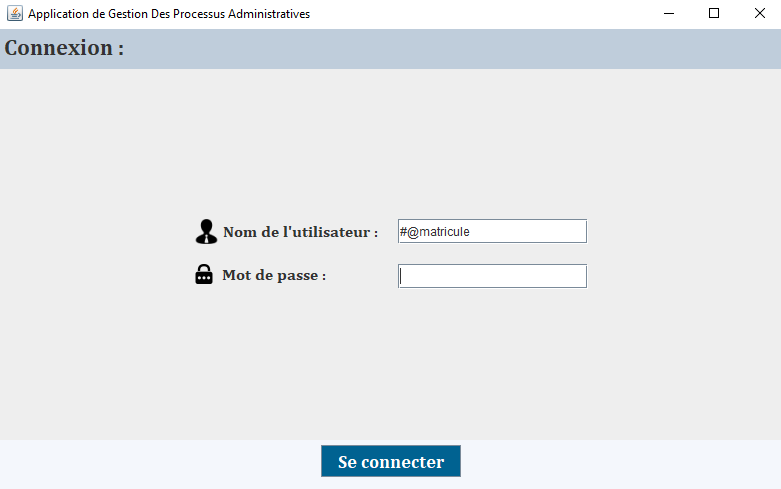 Application de Gestion Des Processus Administratives
Connexion :
Nom de l'utilisateur :
#@matricule
Mot de passe :
Se connecter